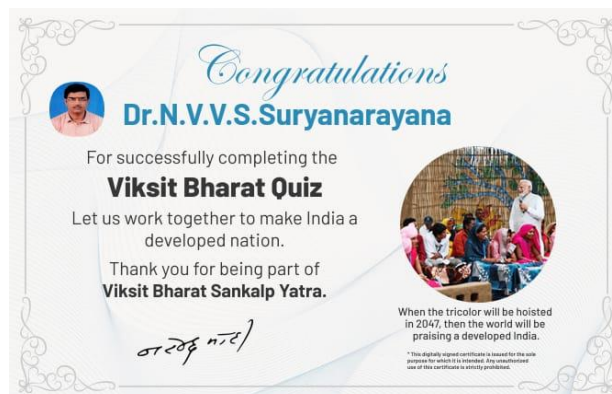 Congratulations
Dr.N.V.V.S.Suryanarayana
For successfully completing the
Viksit Bharat Quiz
Let us work together to make India a
developed nation.
Thank you for being part of
Viksit Bharat Sankalp Yatra.
When the tricolor will be hoisted
in 2047, then the world will be
praising a developed India.
* This digitally signed certificate is issued for the sole
purpose for which it is intended. Any unauthorized
use of this certificate is strictly prohibited.